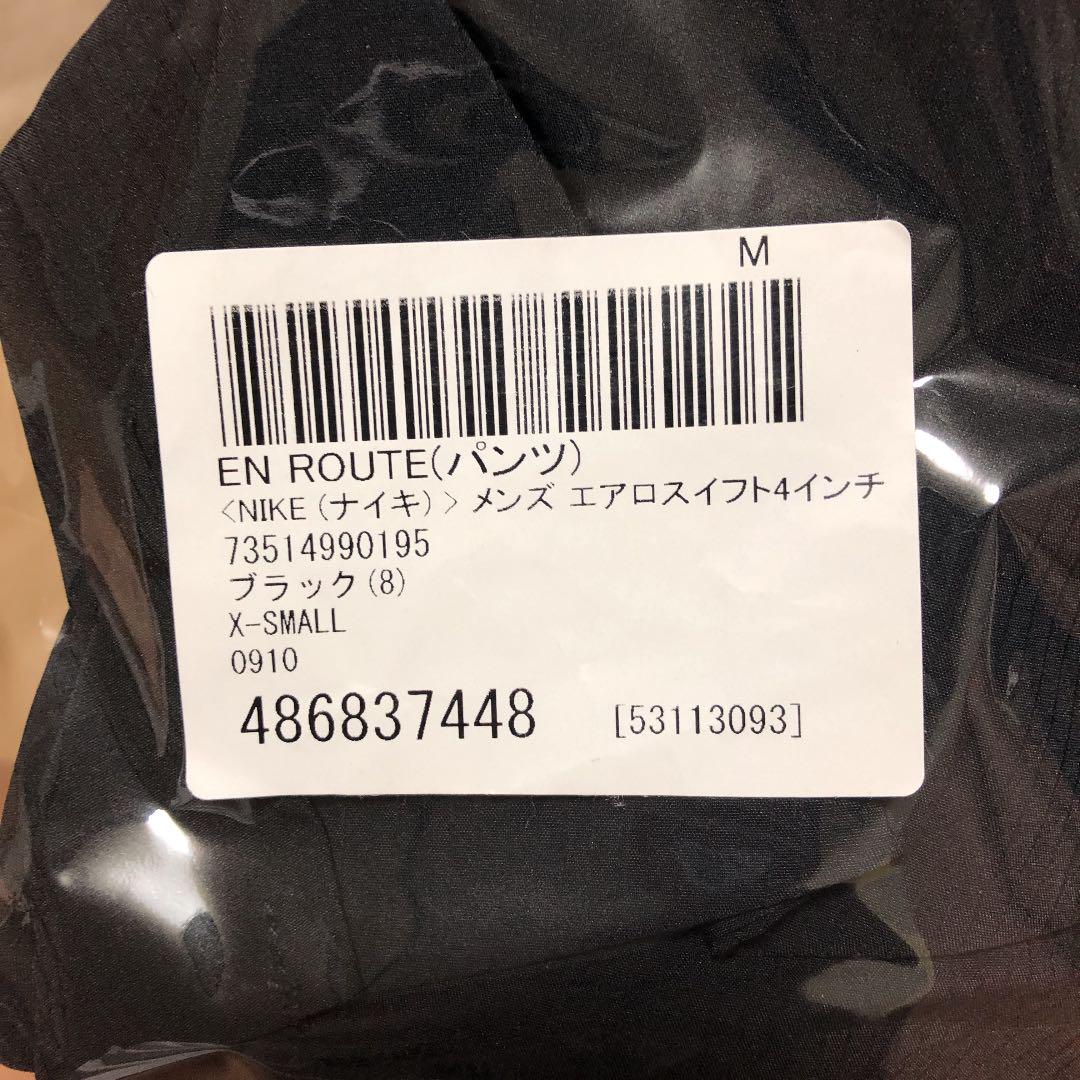 M
EN ROUTE(パンツ)
<NIKE(ナイキ)> メンズ エアロスイフト4インチ
73514990195
ブラック(8)
X-SMALL
0910
486837448 [53113093]